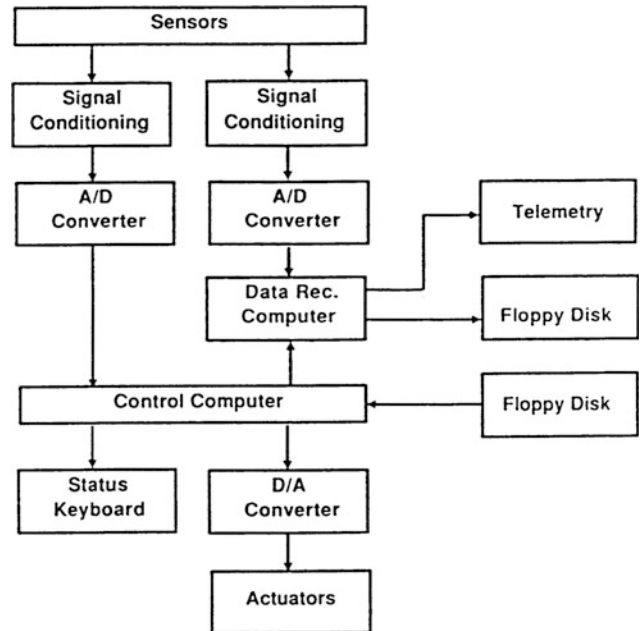 Sensors
Signal
Conditioning
Signal
Conditioning
A/D
Converter
A/D
Converter
Telemetry
Data Rec.
Computer
Floppy Disk
Control Computer
Floppy Disk
Status
Keyboard
D/A
Converter
Actuators